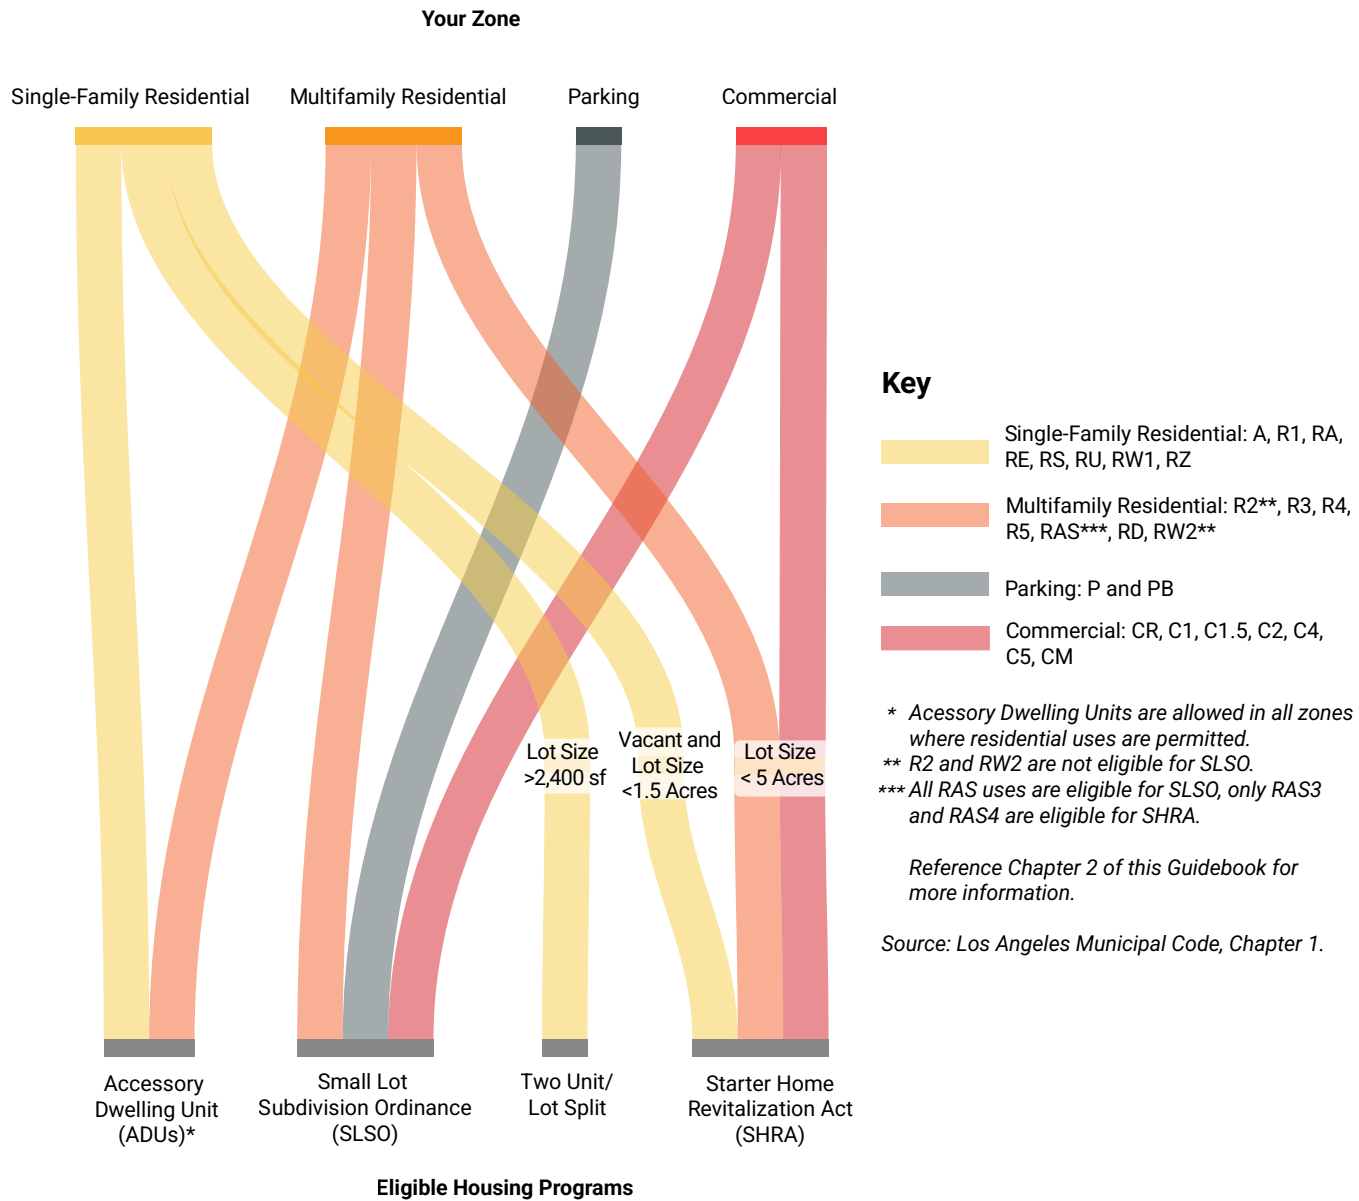 Your Zone
Single-Family Residential
Multifamily Residential
Parking
Commercial
Key
Single-Family Residential: A, R1, RA,
RE, RS, RU, RW1, RZ
Multifamily Residential: R2**, R3, R4,
R5, RAS***, RD, RW2**
Parking: P and PB
Commercial: CR, C1, C1.5, C2, C4,
C5, CM
* Acessory Dwelling Units are allowed in all zones
where residential uses are permitted.
** R2 and RW2 are not eligible for SLSO.
*** All RAS uses are eligible for SLSO, only RAS3
and RAS4 are eligible for SHRA.
Reference Chapter 2 of this Guidebook for
more information.
Source: Los Angeles Municipal Code, Chapter 1.
Lot Size
>2,400 sf
Vacant and
Lot Size
<1.5 Acres
Lot Size
< 5 Acres
Accessory
Dwelling Unit
(ADUs)*
Small Lot
Subdivision Ordinance
(SLSO)
Two Unit/
Lot Split
Starter Home
Revitalization Act
(SHRA)
Eligible Housing Programs